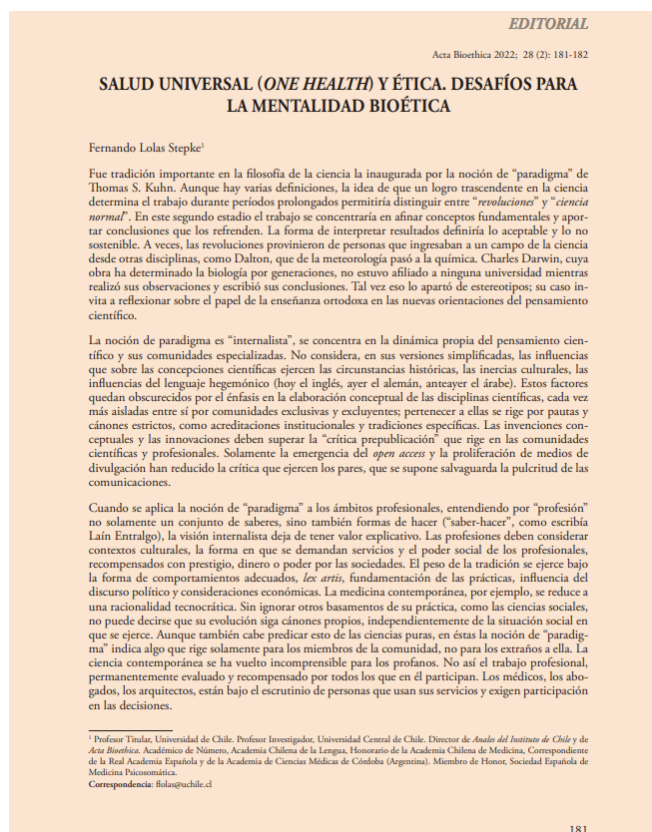 EDITORIAL
Acta Bioethica 2022; 28 (2): 181-182
SALUD UNIVERSAL (ONE HEALTH) Y ÉTICA. DESAFÍOS PARA
LA MENTALIDAD BIOÉTICA
Fernando Lolas Stepke¹
Fue tradición importante en la filosofía de la ciencia la inaugurada por la noción de “paradigma” de
Thomas S. Kuhn. Aunque hay varias definiciones, la idea de que un logro trascendente en la ciencia
determina el trabajo durante períodos prolongados permitiría distinguir entre “revoluciones” y “ciencia
normal”. En este segundo estadio el trabajo se concentraría en afinar conceptos fundamentales y apor-
tar conclusiones que los refrenden. La forma de interpretar resultados definiría lo aceptable y lo no
sostenible. A veces, las revoluciones provinieron de personas que ingresaban a un campo de la ciencia
desde otras disciplinas, como Dalton, que de la meteorología pasó a la química. Charles Darwin, cuya
obra ha determinado la biología por generaciones, no estuvo afiliado a ninguna universidad mientras
realizó sus observaciones y escribió sus conclusiones. Tal vez eso lo apartó de estereotipos; su caso in-
vita a reflexionar sobre el papel de la enseñanza ortodoxa en las nuevas orientaciones del pensamiento
científico.
La noción de paradigma es “internalista”, se concentra en la dinámica propia del pensamiento cien-
tífico y sus comunidades especializadas. No considera, en sus versiones simplificadas, las influencias
que sobre las concepciones científicas ejercen las circunstancias históricas, las inercias culturales, las
influencias del lenguaje hegemónico (hoy el inglés, ayer el alemán, anteayer el árabe). Estos factores
quedan obscurecidos por el énfasis en la elaboración conceptual de las disciplinas científicas, cada vez
más aisladas entre sí por comunidades exclusivas y excluyentes; pertenecer a ellas se rige por pautas y
cánones estrictos, como acreditaciones institucionales y tradiciones específicas. Las invenciones con-
ceptuales y las innovaciones deben superar la “crítica prepublicación” que rige en las comunidades
científicas y profesionales. Solamente la emergencia del open access y la proliferación de medios de
divulgación han reducido la crítica que ejercen los pares, que se supone salvaguarda la pulcritud de las
comunicaciones.
Cuando se aplica la noción de “paradigma” a los ámbitos profesionales, entendiendo por “profesión”
no solamente un conjunto de saberes, sino también formas de hacer (“saber-hacer”, como escribía
Laín Entralgo), la visión internalista deja de tener valor explicativo. Las profesiones deben considerar
contextos culturales, la forma en que se demandan servicios y el poder social de los profesionales,
recompensados con prestigio, dinero o poder por las sociedades. El peso de la tradición se ejerce bajo
la forma de comportamientos adecuados, lex artis, fundamentación de las prácticas, influencia del
discurso político y consideraciones económicas. La medicina contemporánea, por ejemplo, se reduce a
una racionalidad tecnocrática. Sin ignorar otros basamentos de su práctica, como las ciencias sociales,
no puede decirse que su evolución siga cánones propios, independientemente de la situación social en
que se ejerce. Aunque también cabe predicar esto de las ciencias puras, en éstas la noción de “paradig-
ma” indica algo que rige solamente para los miembros de la comunidad, no para los extraños a ella. La
ciencia contemporánea se ha vuelto incomprensible para los profanos. No así el trabajo profesional,
permanentemente evaluado y recompensado por todos los que en él participan. Los médicos, los abo-
gados, los arquitectos, están bajo el escrutinio de personas que usan sus servicios y exigen participación
en las decisiones.
¹ Profesor Titular, Universidad de Chile. Profesor Investigador, Universidad Central de Chile. Director de Anales del Instituto de Chile y de
Acta Bioethica. Académico de Número, Academia Chilena de la Lengua, Honorario de la Academia Chilena de Medicina, Correspondiente
de la Real Academia Española y de la Academia de Ciencias Médicas de Córdoba (Argentina). Miembro de Honor, Sociedad Española de
Medicina Psicosomática.
Correspondencia: flolas@uchile.cl
181